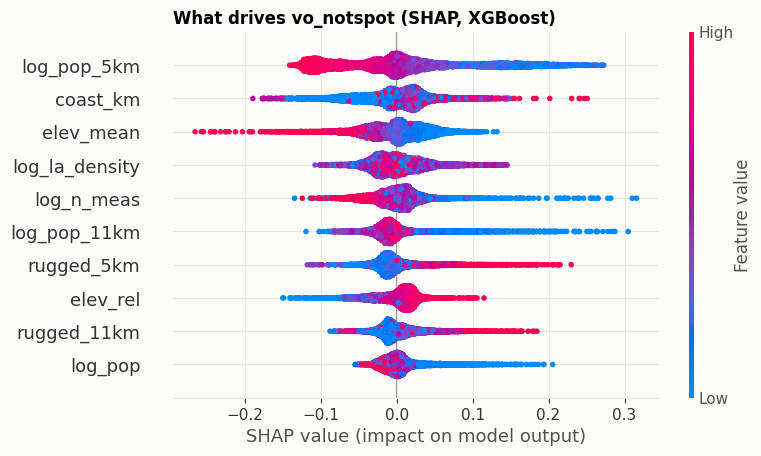 What drives vo_notspot (SHAP, XGBoost)
High
log_pop_5km
coast_km
elev_mean
log_la_density
log_n_meas
log_pop_11km
rugged_5km
elev_rel
rugged_11km
log_pop
Feature value
Low
−0.2 −0.1 0.0 0.1 0.2 0.3
SHAP value (impact on model output)